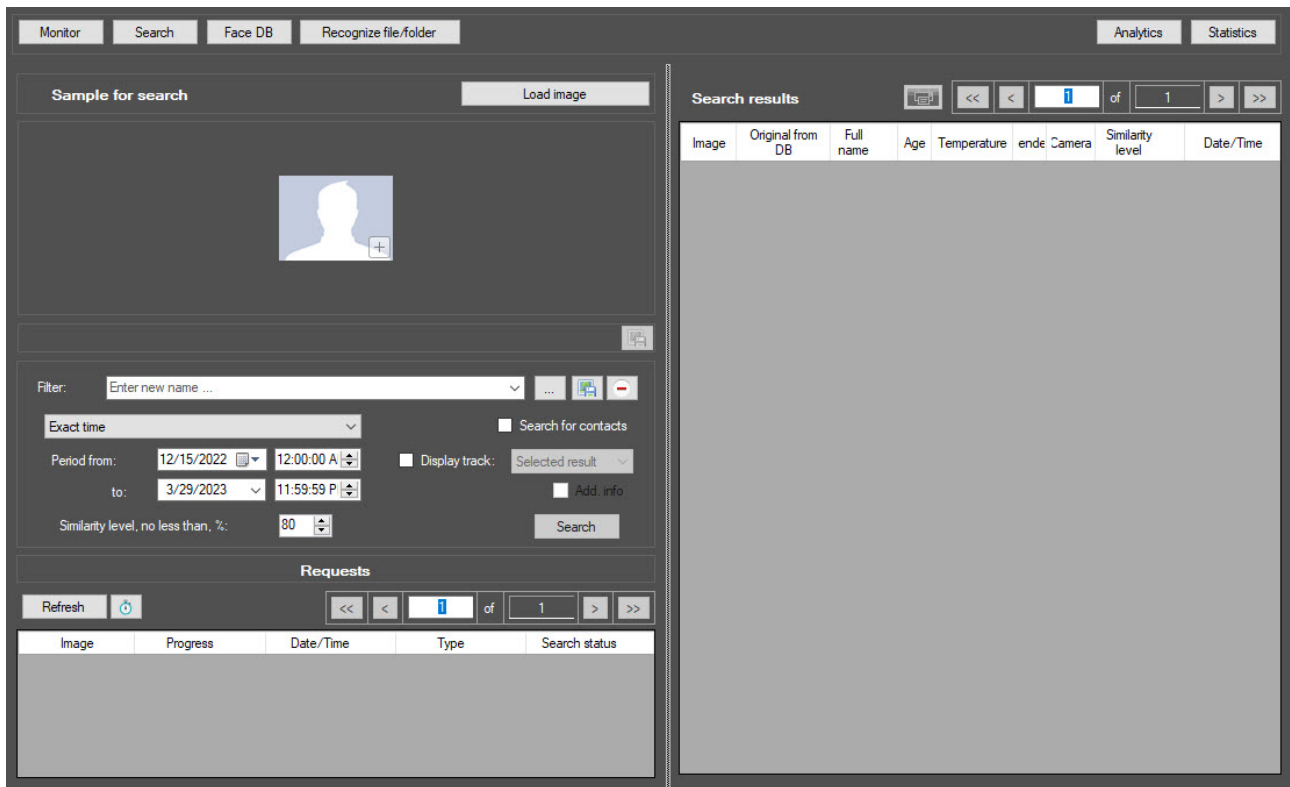 Monitor Search Face DB Recognize file/folder Analytics Statistics
Sample for search Load image
Filter: Enter new name ... ...
Exact time Search for contacts
Period from: 12/15/2022 12:00:00 A Display track: Selected result
to: 3/29/2023 11:59:59 P Add. info
Similarity level, no less than, %: 80 Search
Requests
Refresh << < 1 of 1 > >>
Image Progress Date/Time Type Search status
Search results << < 1 of 1 > >>
Image Original from DB Full name Age Temperature ende Camera Similarity level Date/Time